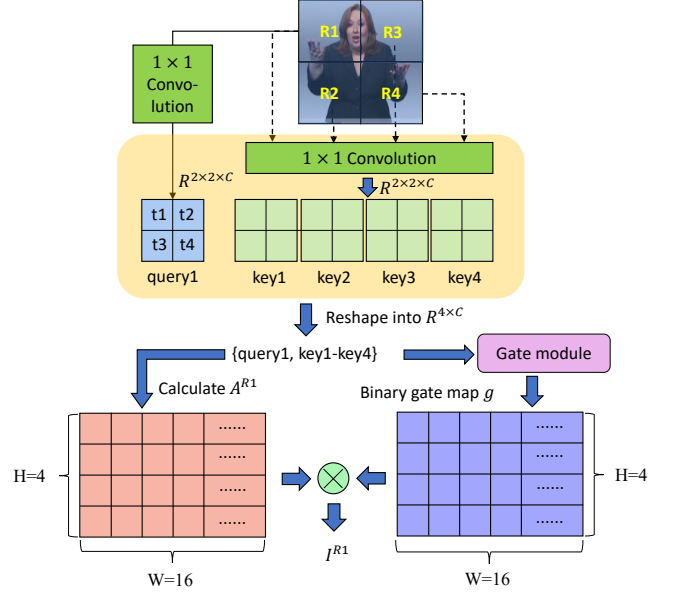 R1 R3
R2 R4
1 × 1
Convo-
lution
1 × 1 Convolution
R^{2×2×C}
R^{2×2×C}
t1 t2
t3 t4
query1
key1 key2 key3 key4
Reshape into R^{4×C}
{query1, key1-key4}
Gate module
Calculate A^{R1}
Binary gate map g
......
......
......
......
......
......
......
......
H=4
H=4
I^{R1}
W=16
W=16